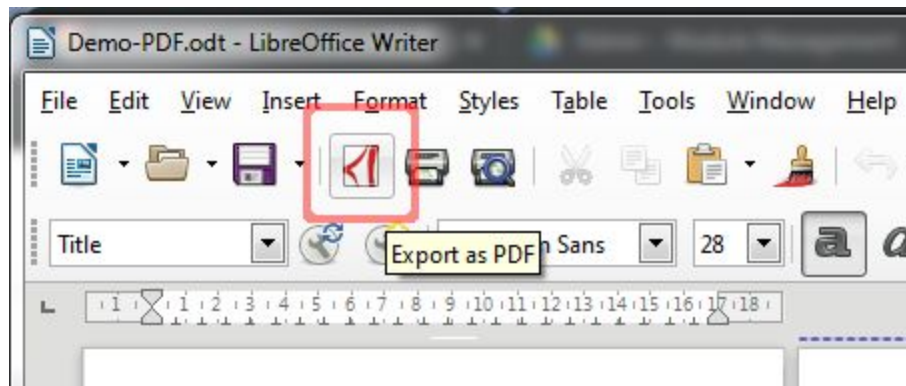 Demo-PDF.odt - LibreOffice Writer
File Edit View Insert Format Styles Table Tools Window Help
Title Sans 28 a a
Export as PDF
1 1 2 3 4 5 6 7 8 9 10 11 12 13 14 15 16 17 18